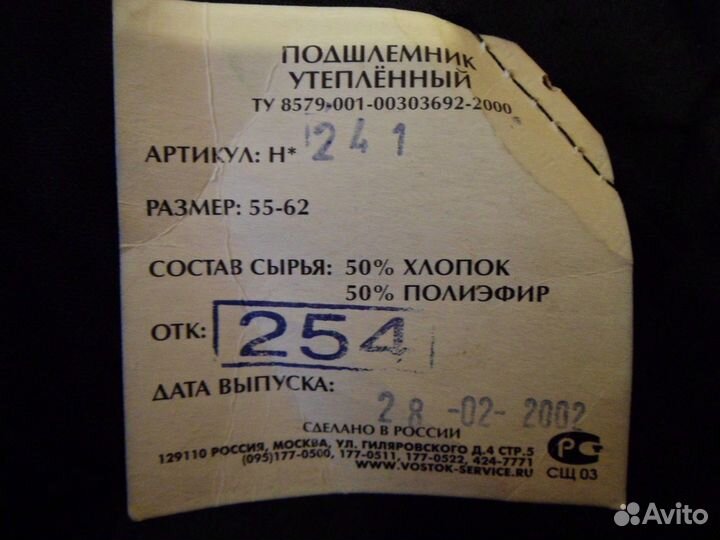 ПОДШЛЕМНИК
УТЕПЛЁННЫЙ
ТУ 8579-001-00303692-2000
АРТИКУЛ: Н* 241
РАЗМЕР: 55-62
СОСТАВ СЫРЬЯ: 50% ХЛОПОК
50% ПОЛИЭФИР
ОТК: 254
ДАТА ВЫПУСКА: 28-02-2002
СДЕЛАНО В РОССИИ
129110 РОССИЯ, МОСКВА, УЛ. ГИЛЯРОВСКОГО Д.4 СТР.5
(095)177-0500, 177-0511, 177-0522, 424-7771
WWW.VOSTOK-SERVICE.RU
РС
СЩ 03
Avito